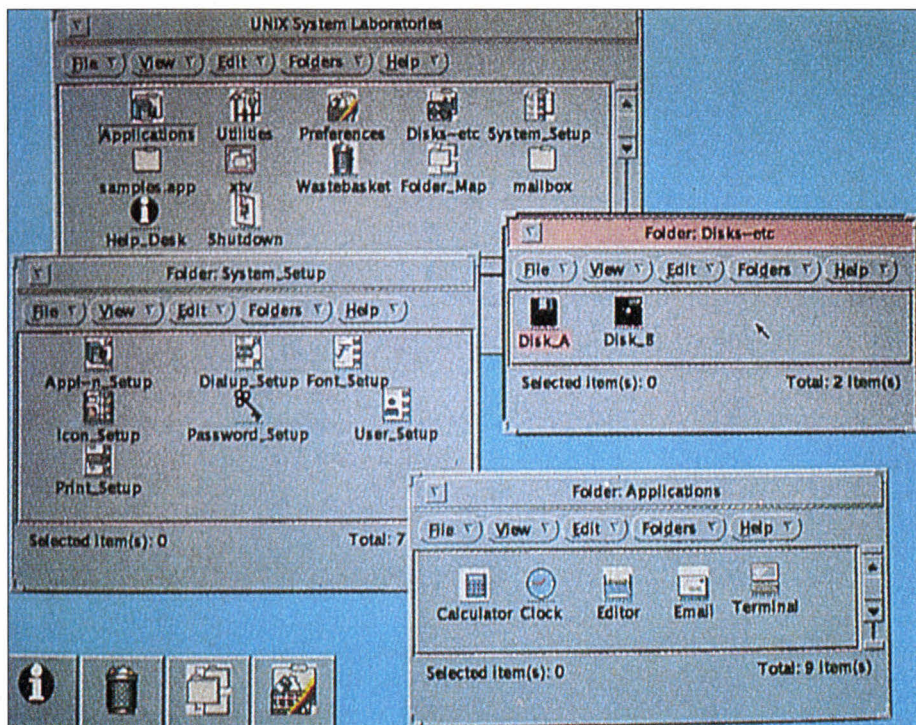 UNIX System Laboratories
File View Edit Folders Help
Applications Utilities Preferences Disks-etc System_Setup
samples.app xtv Wastebasket Folder_Map mailbox
Help_Desk Shutdown
Folder: Disks-etc
File View Edit Folders Help
Disk_A Disk_B
Selected Item(s): 0 Total: 2 Item(s)
Folder: System_Setup
File View Edit Folders Help
Appl-n_Setup Dialup_Setup Font_Setup
Icon_Setup Password_Setup User_Setup
Print_Setup
Selected Item(s): 0 Total: 7
Folder: Applications
File View Edit Folders Help
Calculator Clock Editor Email Terminal
Selected Item(s): 0 Total: 9 Item(s)